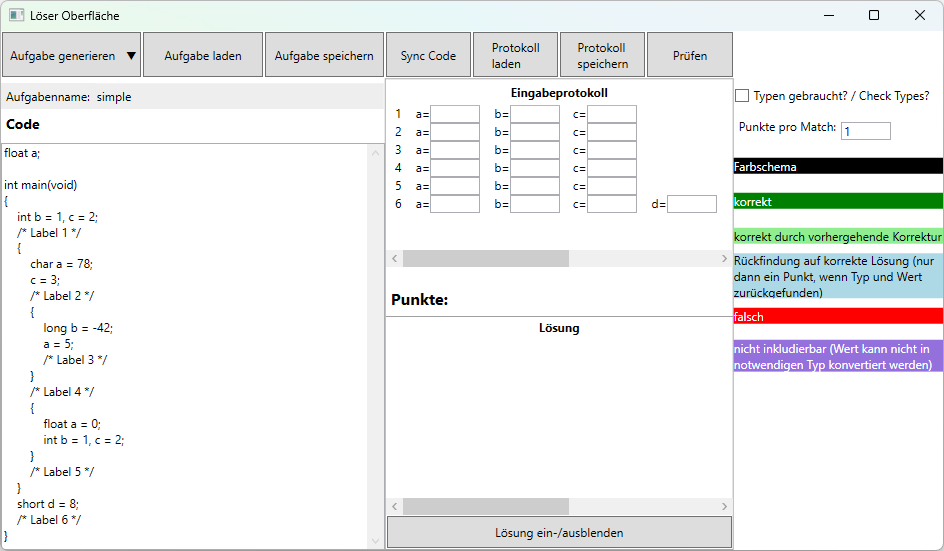 Löser Oberfläche
Aufgabe generieren ▼
Aufgabe laden
Aufgabe speichern
Sync Code
Protokoll
laden
Protokoll
speichern
Prüfen
Aufgabenname: simple
Code
float a;
int main(void)
{
int b = 1, c = 2;
/* Label 1 */
{
char a = 78;
c = 3;
/* Label 2 */
{
long b = -42;
a = 5;
/* Label 3 */
}
/* Label 4 */
{
float a = 0;
int b = 1, c = 2;
}
/* Label 5 */
}
short d = 8;
/* Label 6 */
}
Eingabeprotokoll
1 a= b= c=
2 a= b= c=
3 a= b= c=
4 a= b= c=
5 a= b= c=
6 a= b= c= d=
Punkte:
Lösung
Lösung ein-/ausblenden
Typen gebraucht? / Check Types?
Punkte pro Match: 1
Farbschema
korrekt
korrekt durch vorhergehende Korrektur
Rückfindung auf korrekte Lösung (nur
dann ein Punkt, wenn Typ und Wert
zurückgefunden)
falsch
nicht inkludierbar (Wert kann nicht in
notwendigen Typ konvertiert werden)